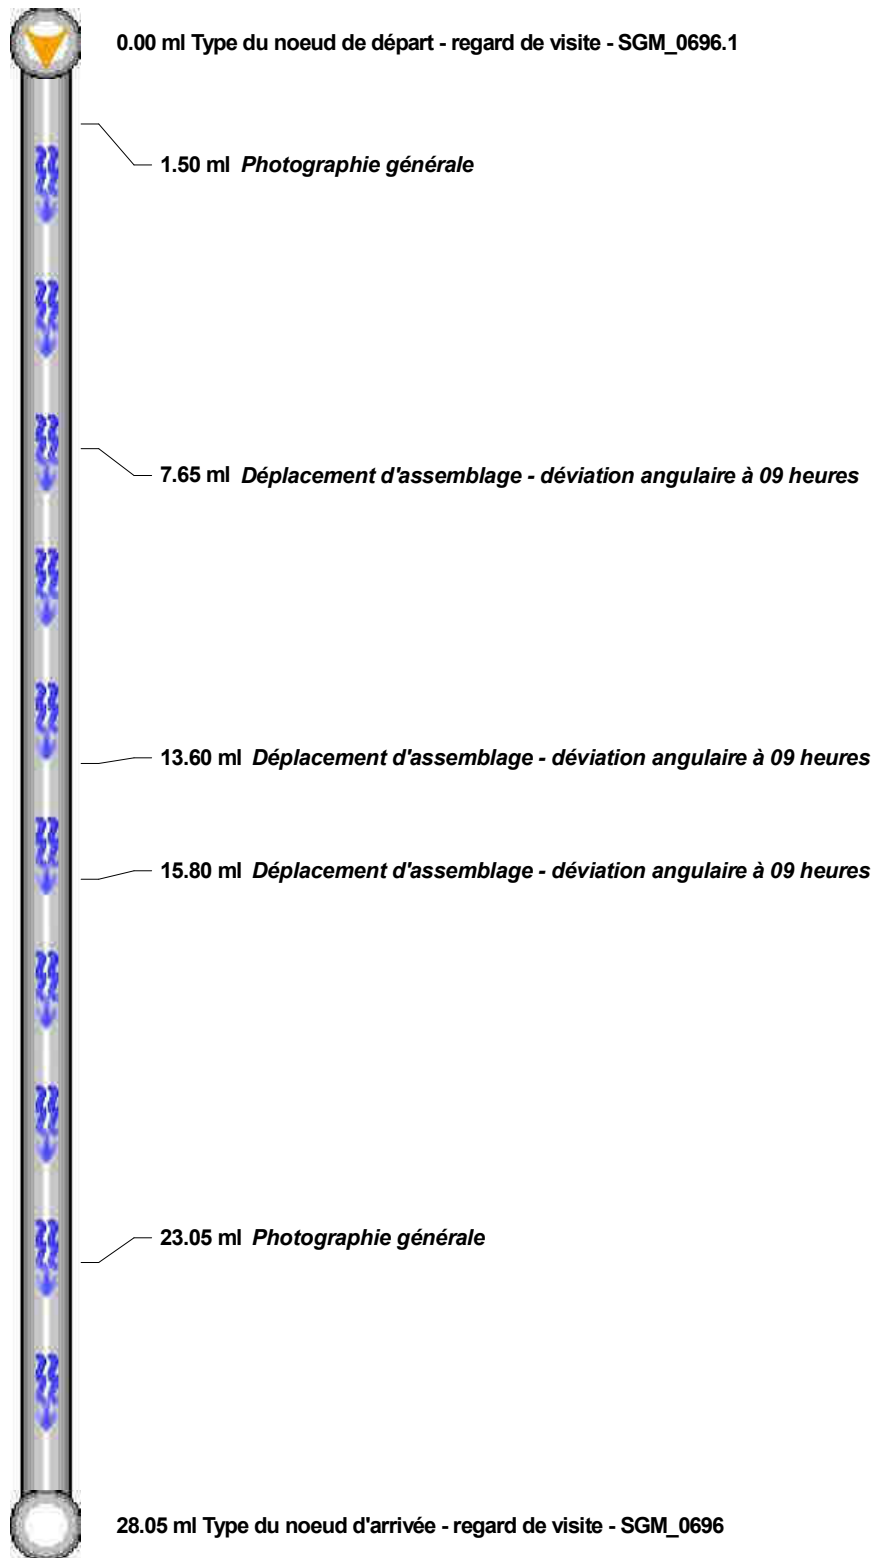 0.00 ml Type du noeud de départ - regard de visite - SGM_0696.1
1.50 ml Photographie générale
7.65 ml Déplacement d'assemblage - déviation angulaire à 09 heures
13.60 ml Déplacement d'assemblage - déviation angulaire à 09 heures
15.80 ml Déplacement d'assemblage - déviation angulaire à 09 heures
23.05 ml Photographie générale
28.05 ml Type du noeud d'arrivée - regard de visite - SGM_0696